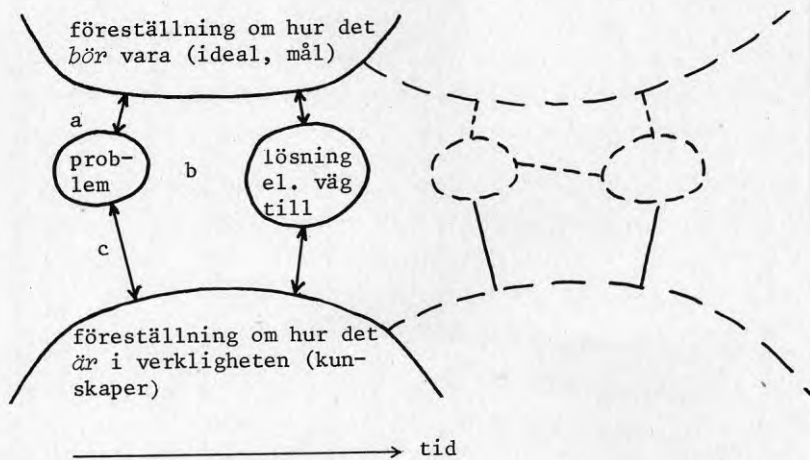 föreställning om hur det
bör vara (ideal, mål)
a
prob-
lem
b
lösning
el. väg
till
c
föreställning om hur det
är i verkligheten (kun-
skaper)
tid